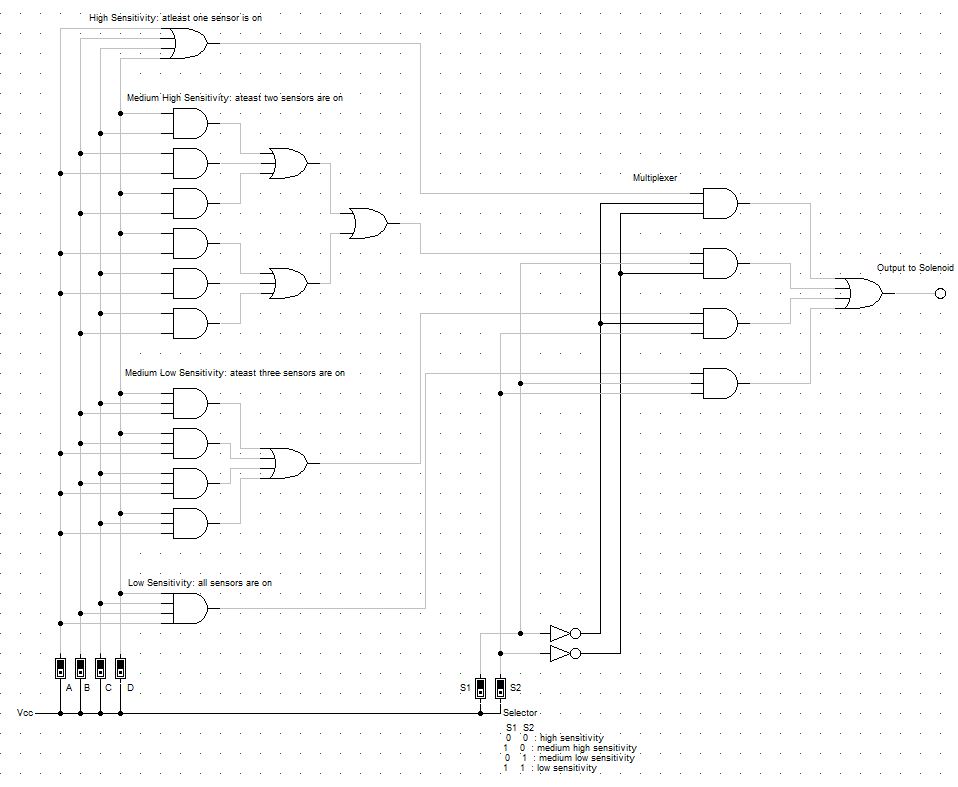 High Sensitivity: atleast one sensor is on
Medium High Sensitivity: ateast two sensors are on
Multiplexer
Output to Solenoid
Medium Low Sensitivity: ateast three sensors are on
Low Sensitivity: all sensors are on
A B C D
S1 S2
Vcc
Selector
S1 S2
0 0 : high sensitivity
1 0 : medium high sensitivity
0 1 : medium low sensitivity
1 1 : low sensitivity